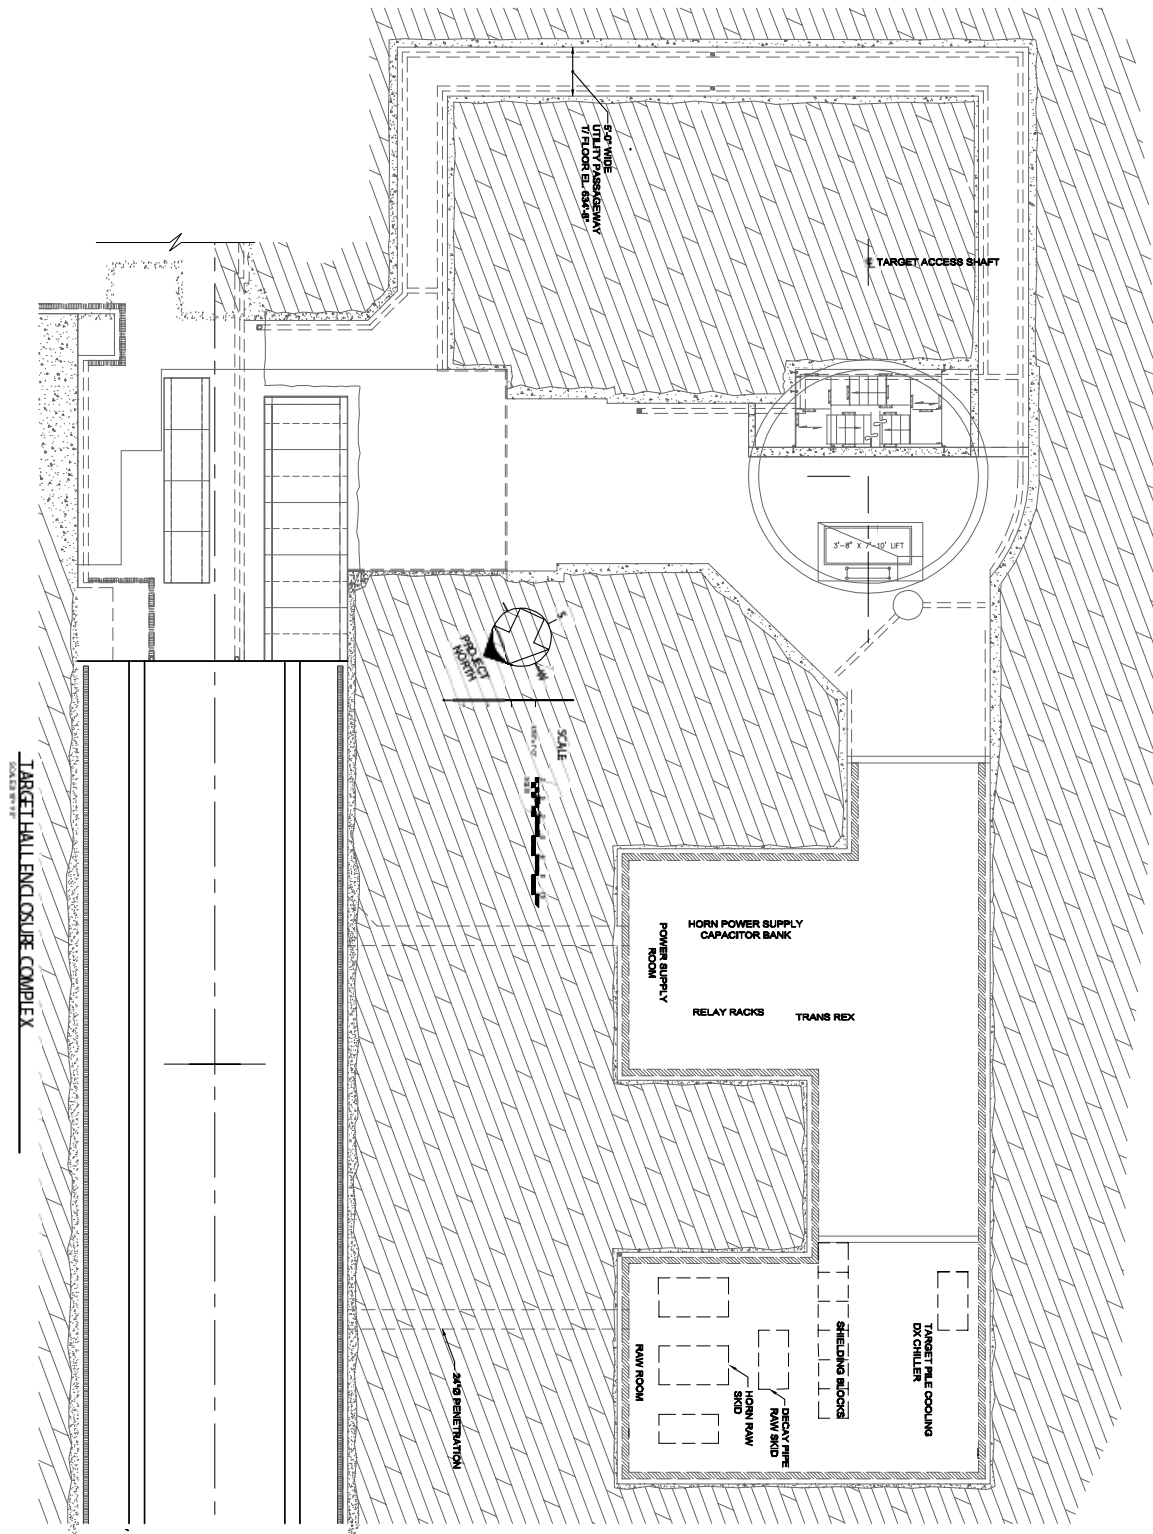 5'-0" WIDE
UTILITY PASSAGEWAY
T/ FLOOR EL. 634'-8"
TARGET ACCESS SHAFT
3'-8" X 7'-10' LIFT
S
W
PROJECT
NORTH
SCALE
HORN POWER SUPPLY
CAPACITOR BANK
POWER SUPPLY
ROOM
RELAY RACKS
TRANS REX
TARGET PILE COOLING
DX CHILLER
SHIELDING BLOCKS
DECAY PIPE
RAW SKID
HORN RAW
SKID
RAW ROOM
24"Ø PENETRATION
TARGET HALL ENCLOSURE COMPLEX